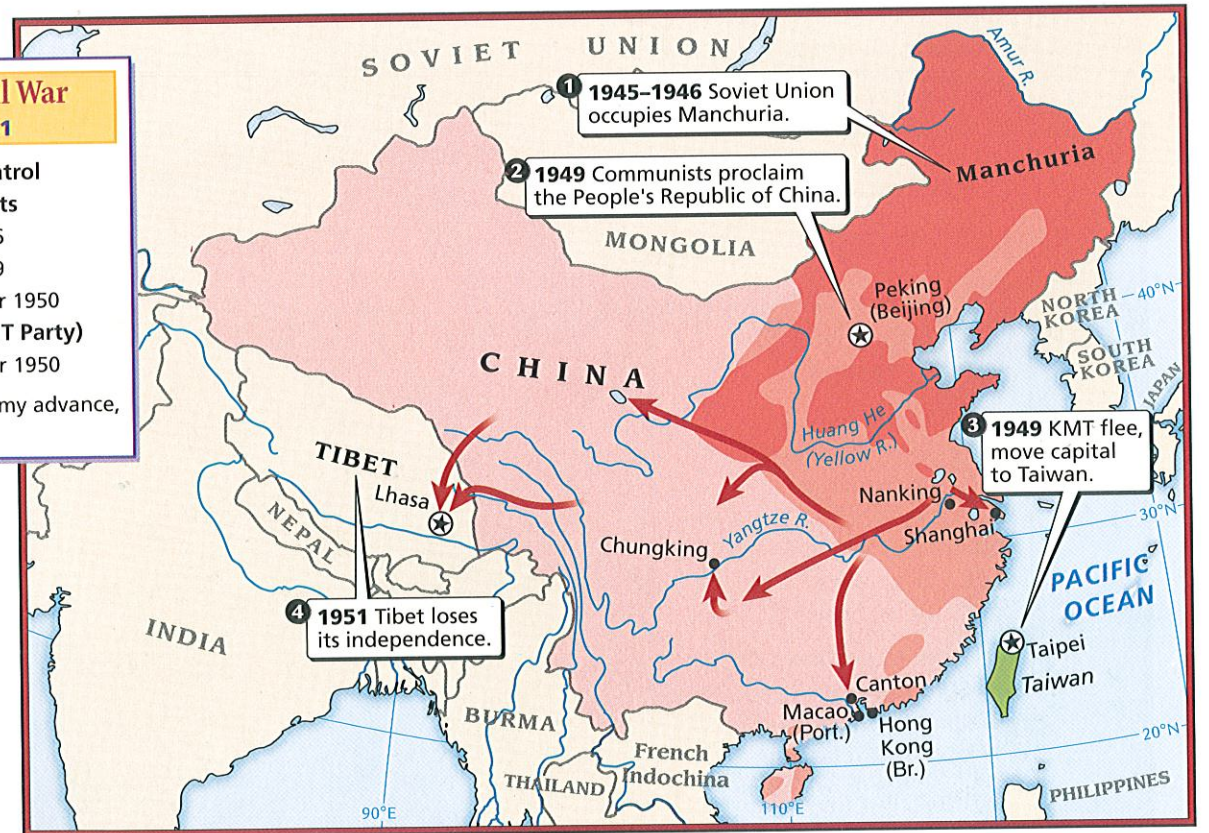 l War
1
ntrol
ts
5
9
r 1950
T Party)
r 1950
my advance,
SOVIET UNION
Amur R.
1 1945–1946 Soviet Union
occupies Manchuria.
Manchuria
2 1949 Communists proclaim
the People's Republic of China.
MONGOLIA
Peking
(Beijing)
NORTH
KOREA
40°N
SOUTH
KOREA
JAPAN
CHINA
Huang He
(Yellow R.)
3 1949 KMT flee,
move capital
to Taiwan.
TIBET
Lhasa
NEPAL
Nanking
Shanghai
30°N
Chungking
Yangtze R.
PACIFIC
OCEAN
4 1951 Tibet loses
its independence.
INDIA
Taipei
Taiwan
Canton
Macao
(Port.)
Hong
Kong
(Br.)
BURMA
French
Indochina
THAILAND
20°N
PHILIPPINES
90°E
110°E